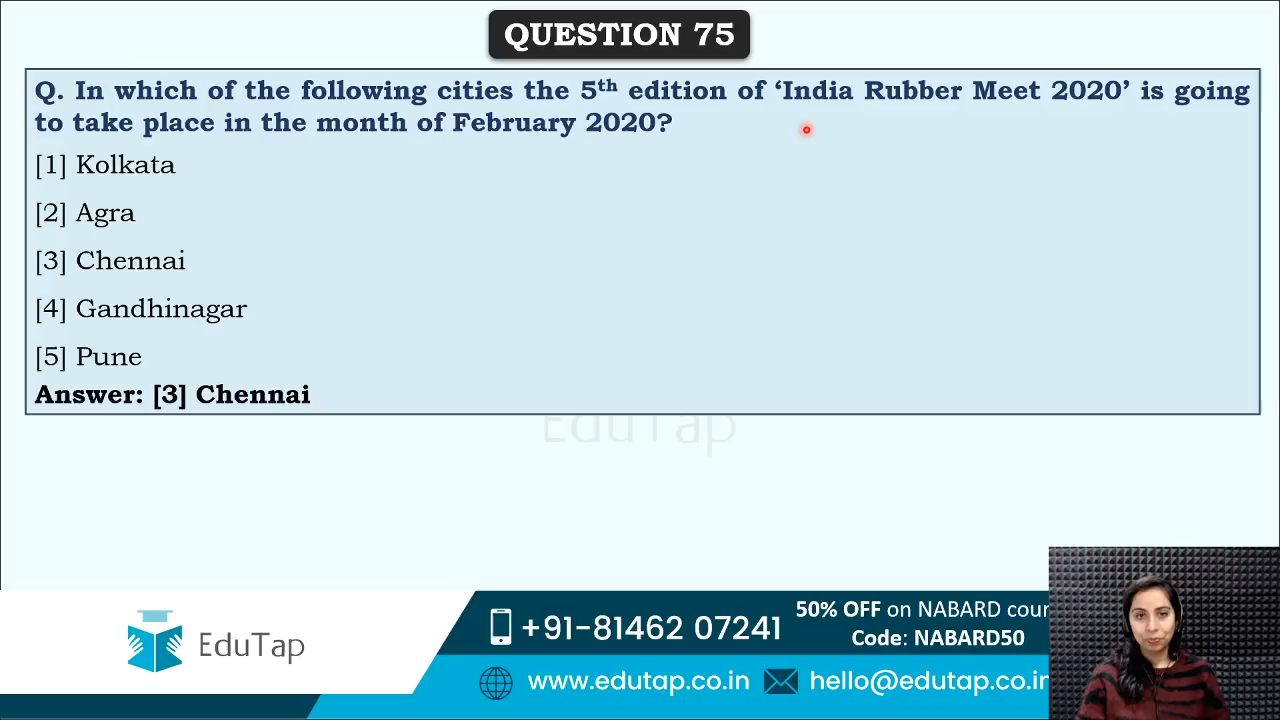 QUESTION 75
Q. In which of the following cities the 5th edition of ‘India Rubber Meet 2020’ is going
to take place in the month of February 2020?
[1] Kolkata
[2] Agra
[3] Chennai
[4] Gandhinagar
[5] Pune
Answer: [3] Chennai
EduTap
EduTap
+91-81462 07241
50% OFF on NABARD cour
Code: NABARD50
www.edutap.co.in
hello@edutap.co.in